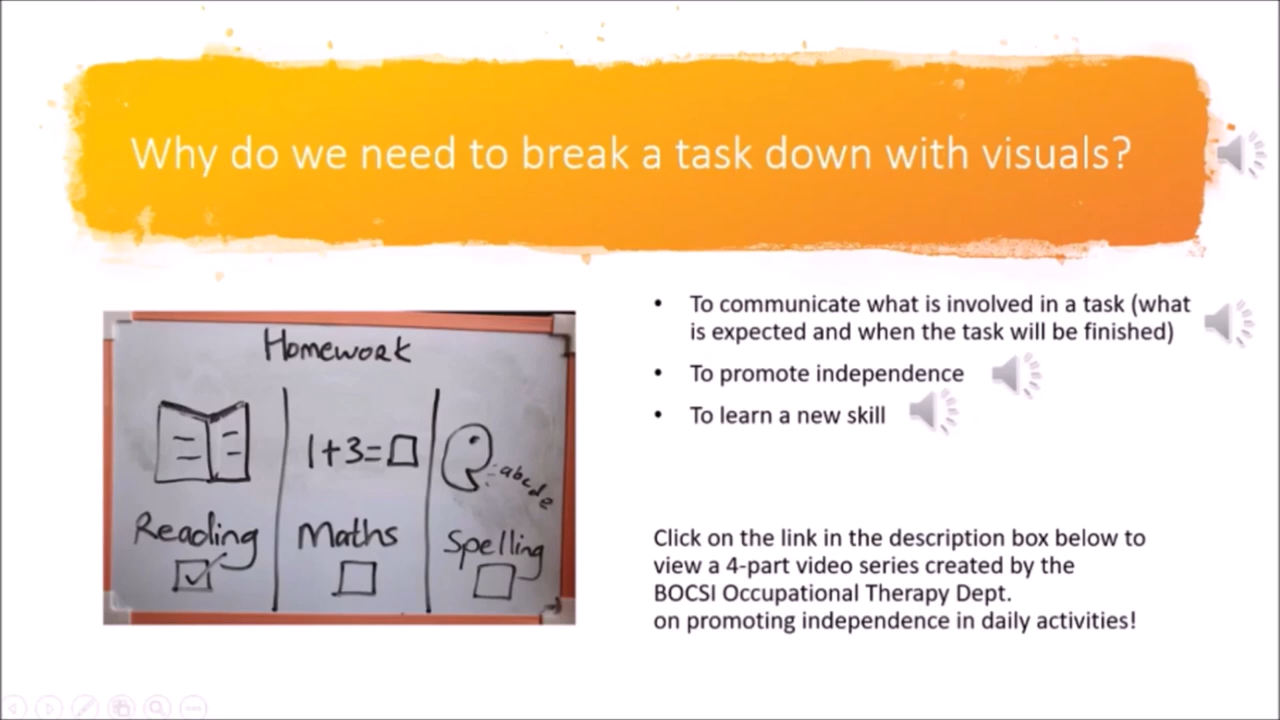 Why do we need to break a task down with visuals?
Homework
1+3=
abcde
Reading
Maths
Spelling
• To communicate what is involved in a task (what
is expected and when the task will be finished)
• To promote independence
• To learn a new skill
Click on the link in the description box below to
view a 4-part video series created by the
BOCSI Occupational Therapy Dept.
on promoting independence in daily activities!